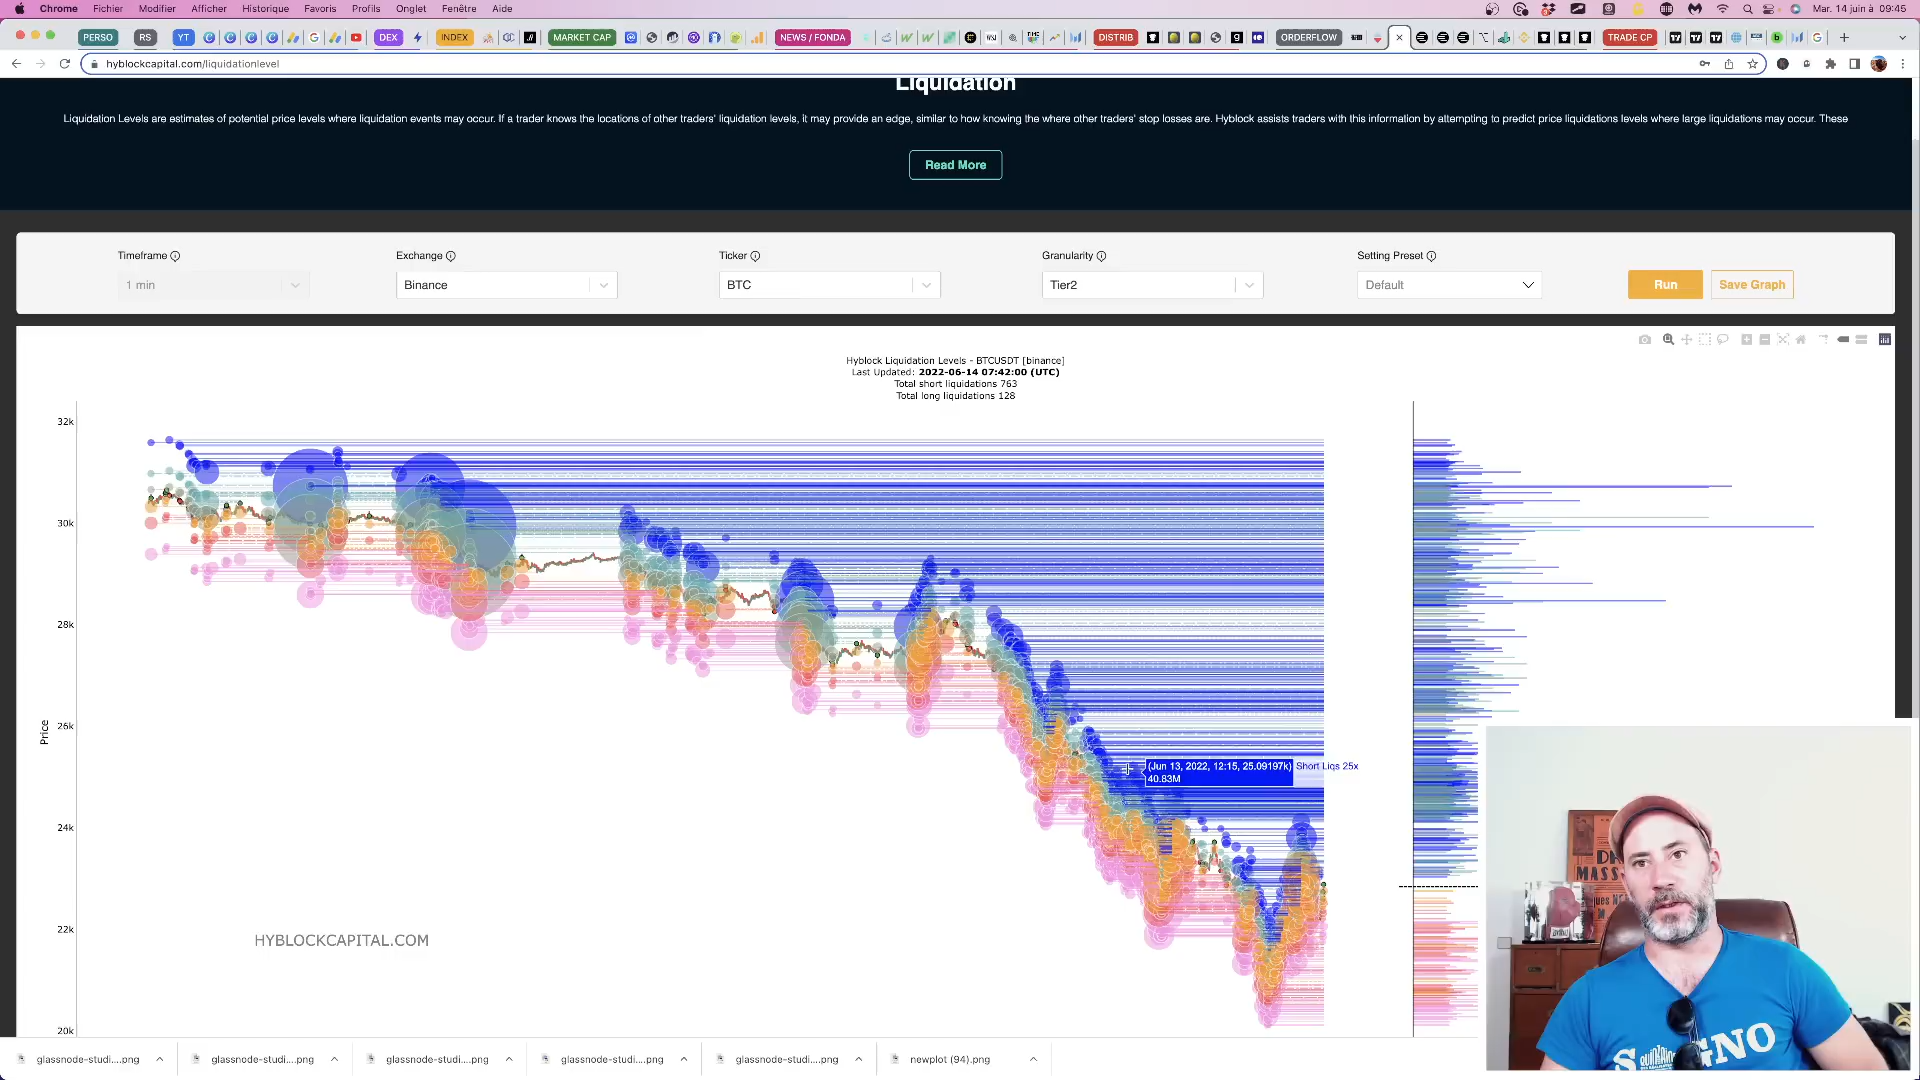 Chrome Fichier Modifier Afficher Historique Favoris Profils Onglet Fenêtre Aide Mar. 14 juin à 09:45
PERSO RS YT DEX INDEX MARKET CAP NEWS / FONDA DISTRIB ORDERFLOW TRADE CP
hyblockcapital.com/liquidationlevel
Liquidation
Liquidation Levels are estimates of potential price levels where liquidation events may occur. If a trader knows the locations of other traders' liquidation levels, it may provide an edge, similar to how knowing the where other traders' stop losses are. Hyblock assists traders with this information by attempting to predict price liquidations levels where large liquidations may occur. These
Read More
Timeframe Exchange Ticker Granularity Setting Preset
1 min Binance BTC Tier2 Default Run Save Graph
Hyblock Liquidation Levels - BTCUSDT [binance]
Last Updated: 2022-06-14 07:42:00 (UTC)
Total short liquidations 763
Total long liquidations 128
32k
30k
28k
26k
Price
(Jun 13, 2022, 12:15, 25.09197k) Short Liqs 25x
40.83M
24k
22k
HYBLOCKCAPITAL.COM
20k
glassnode-studi....png glassnode-studi....png glassnode-studi....png glassnode-studi....png glassnode-studi....png newplot (94).png